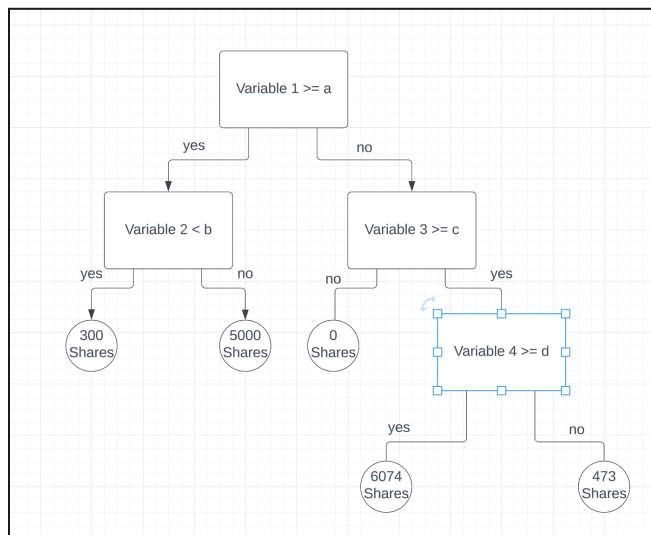 Variable 1 >= a
yes
no
Variable 2 < b
Variable 3 >= c
yes
no
no
yes
300
Shares
5000
Shares
0
Shares
Variable 4 >= d
yes
no
6074
Shares
473
Shares